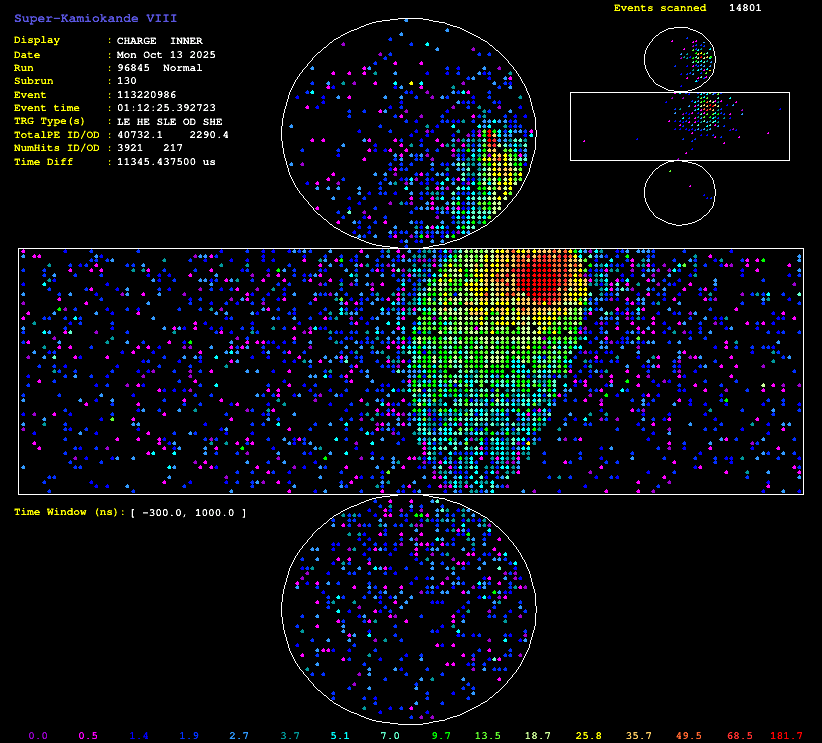 Super-Kamiokande VIII
Events scanned 14801
Display : CHARGE INNER
Date : Mon Oct 13 2025
Run : 96845 Normal
Subrun : 130
Event : 113220986
Event time : 01:12:25.392723
TRG Type(s) : LE HE SLE OD SHE
TotalPE ID/OD : 40732.1 2290.4
NumHits ID/OD : 3921 217
Time Diff : 11345.437500 us
Time Window (ns): [ -300.0, 1000.0 ]
0.0 0.5 1.4 1.9 2.7 3.7 5.1 7.0 9.7 13.5 18.7 25.8 35.7 49.5 68.5 181.7